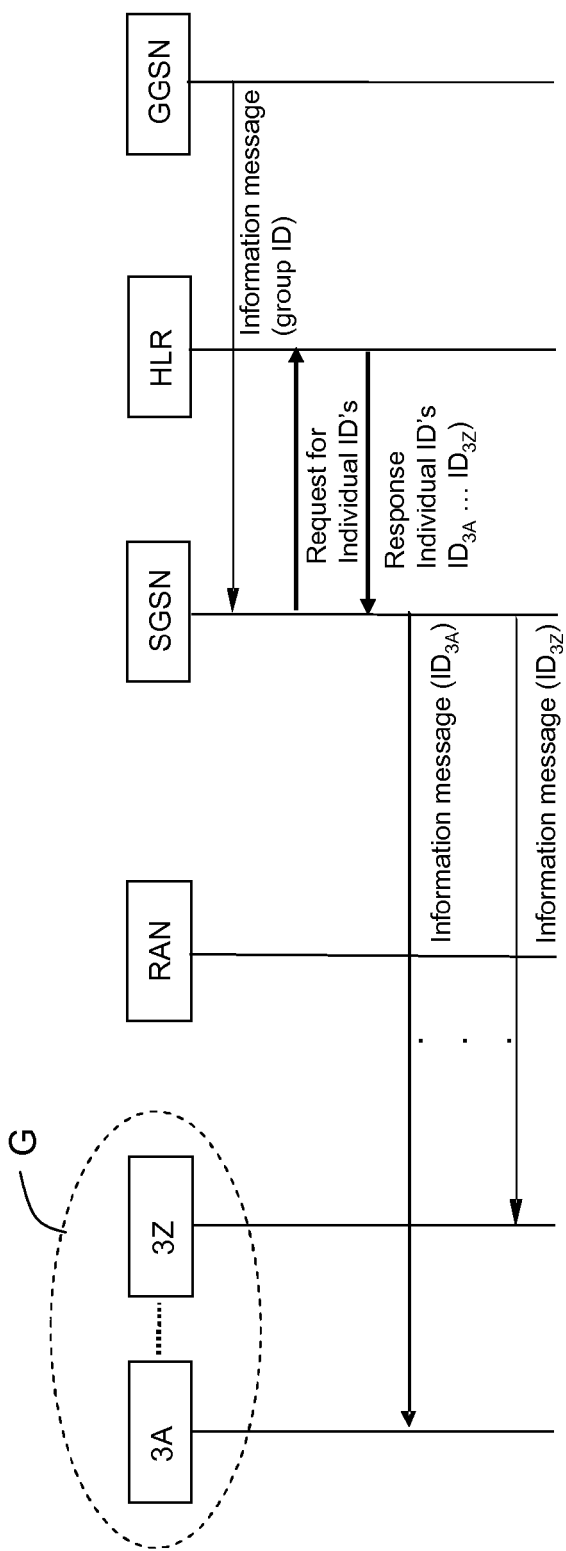 G
3A
3Z
RAN
SGSN
HLR
GGSN
Information message
(group ID)
Request for
Individual ID's
Response
Individual ID's
ID3A ... ID3Z)
Information message (ID3A)
Information message (ID3Z)